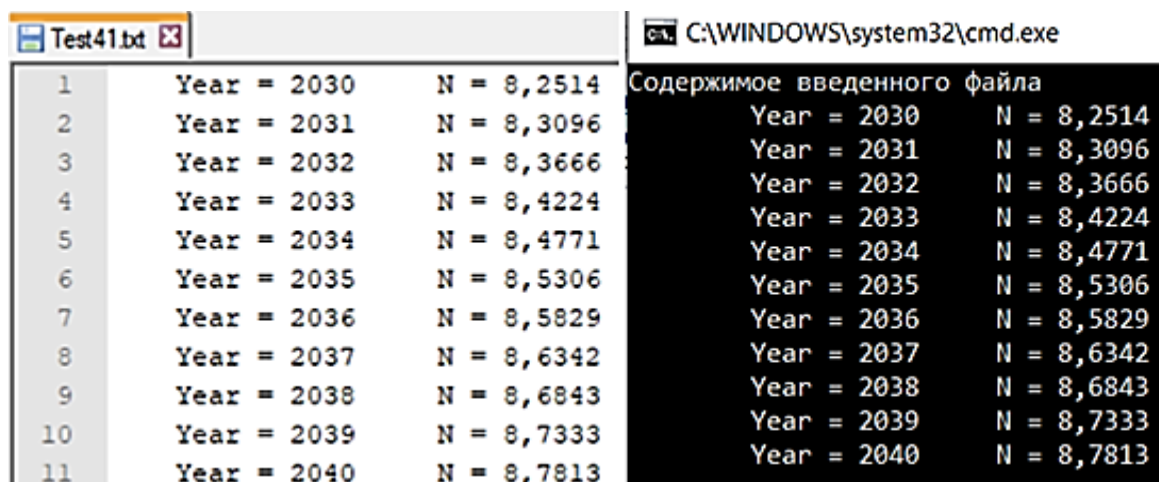 Test41.txt
1 Year = 2030 N = 8,2514
2 Year = 2031 N = 8,3096
3 Year = 2032 N = 8,3666
4 Year = 2033 N = 8,4224
5 Year = 2034 N = 8,4771
6 Year = 2035 N = 8,5306
7 Year = 2036 N = 8,5829
8 Year = 2037 N = 8,6342
9 Year = 2038 N = 8,6843
10 Year = 2039 N = 8,7333
11 Year = 2040 N = 8,7813
C:\WINDOWS\system32\cmd.exe
Содержимое введенного файла
Year = 2030 N = 8,2514
Year = 2031 N = 8,3096
Year = 2032 N = 8,3666
Year = 2033 N = 8,4224
Year = 2034 N = 8,4771
Year = 2035 N = 8,5306
Year = 2036 N = 8,5829
Year = 2037 N = 8,6342
Year = 2038 N = 8,6843
Year = 2039 N = 8,7333
Year = 2040 N = 8,7813